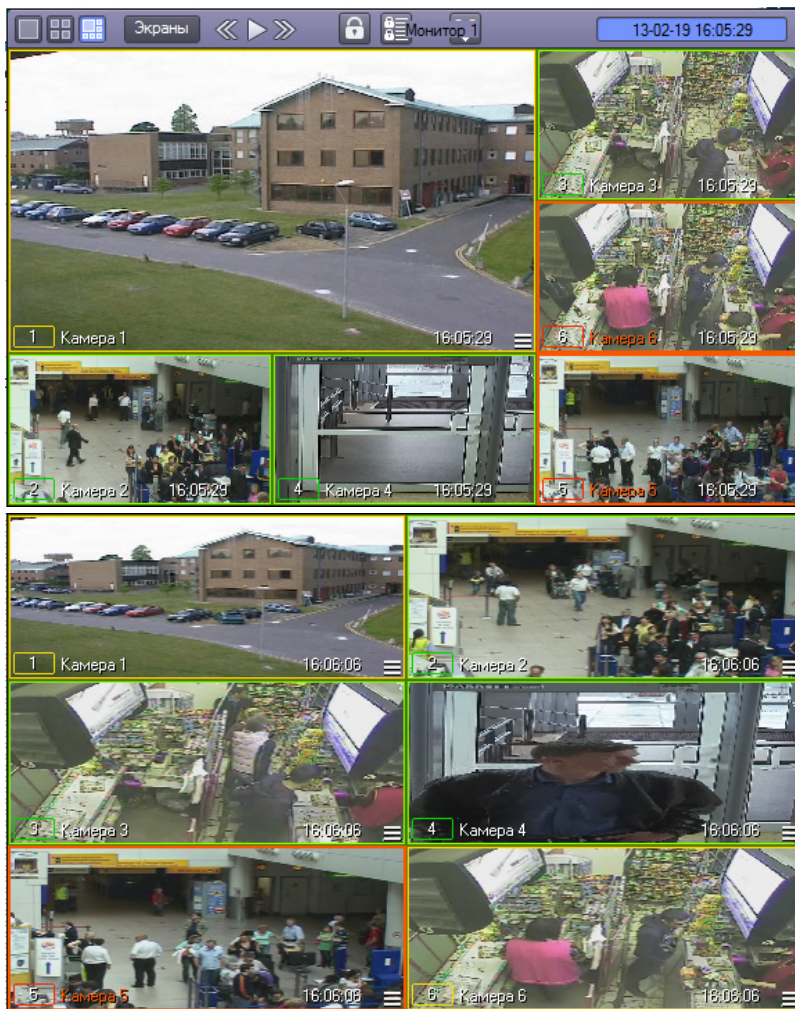 Экраны Монитор 1 13-02-19 16:05:29
3 Камера 3 16:05:29
6 Камера 6 16:05:29
1 Камера 1 16:05:29
2 Камера 2 16:05:29
4 Камера 4 16:05:29
5 Камера 5 16:05:29
1 Камера 1 16:06:06
2 Камера 2 16:06:06
3 Камера 3 16:06:06
4 Камера 4 16:06:06
5 Камера 5 16:06:06
6 Камера 6 16:06:06